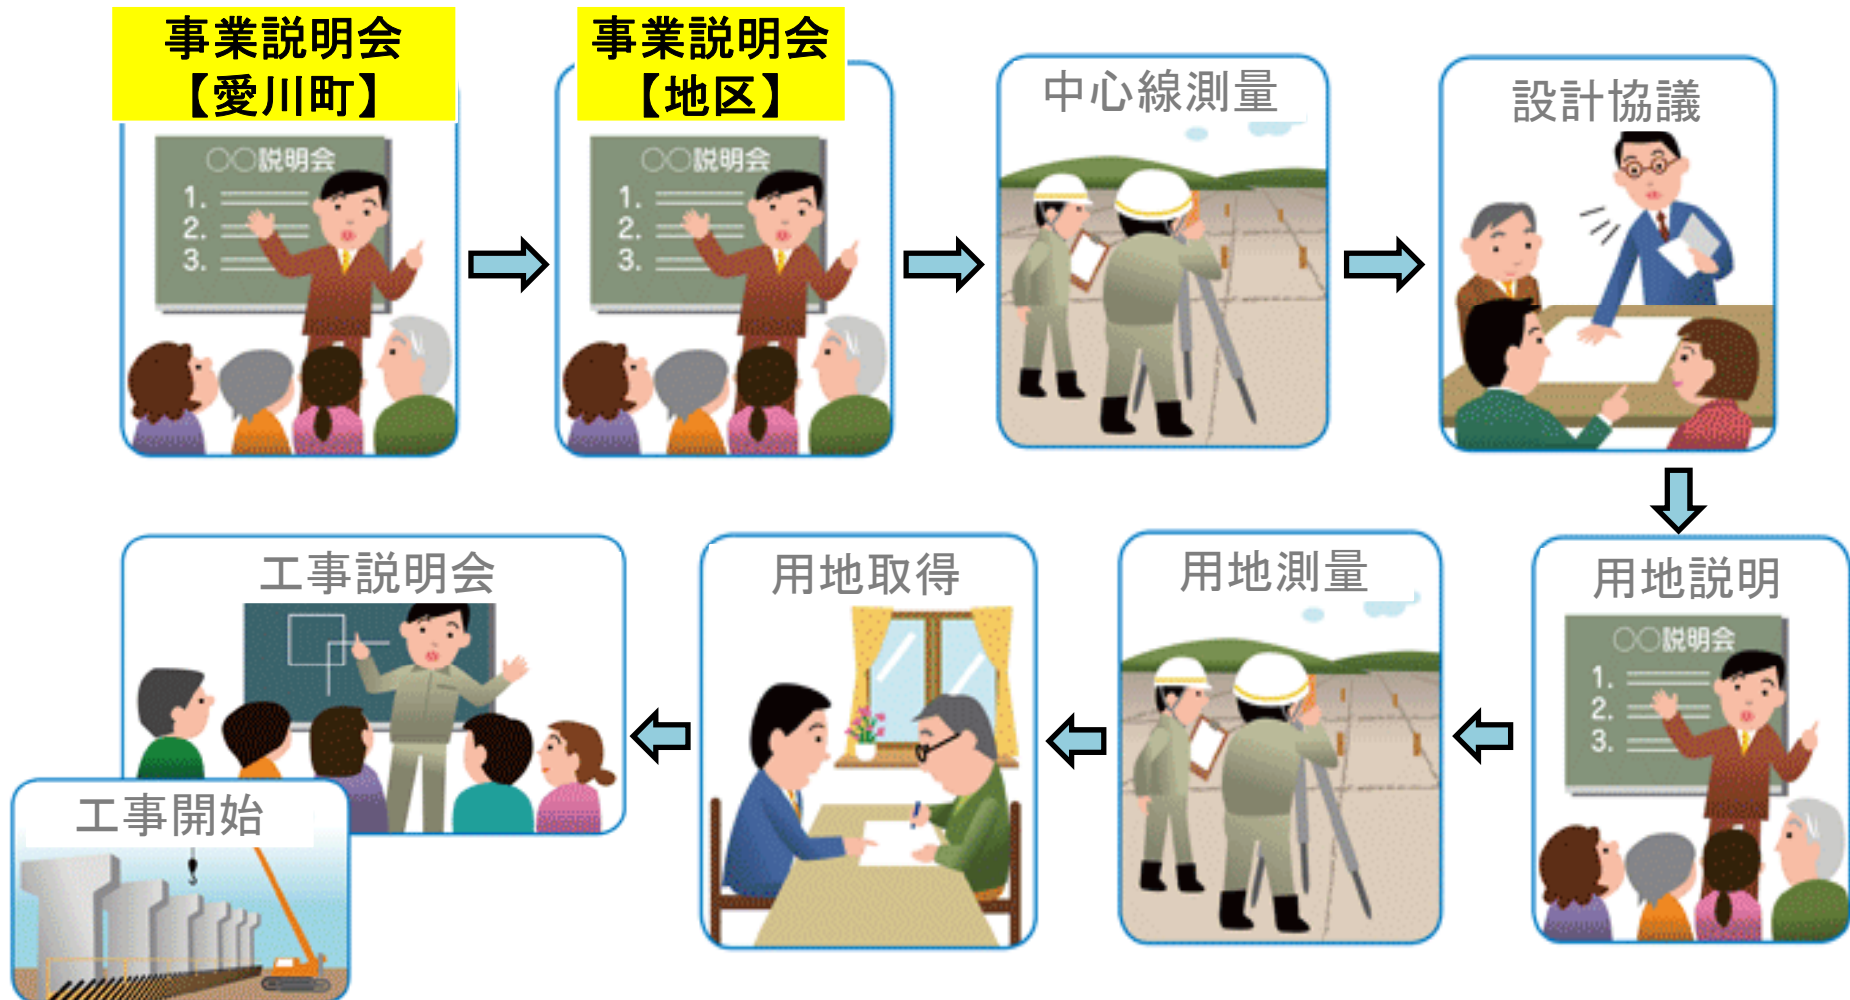 事業説明会
【愛川町】
○○説明会
1.
2.
3.
事業説明会
【地区】
○○説明会
1.
2.
3.
中心線測量
設計協議
用地説明
○○説明会
1.
2.
3.
用地測量
用地取得
工事説明会
工事開始